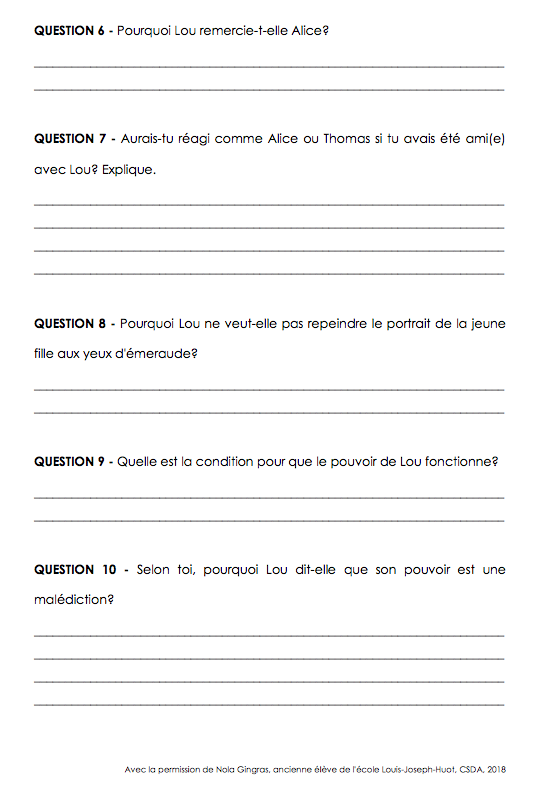 QUESTION 6 - Pourquoi Lou remercie-t-elle Alice?
QUESTION 7 - Aurais-tu réagi comme Alice ou Thomas si tu avais été ami(e)
avec Lou? Explique.
QUESTION 8 - Pourquoi Lou ne veut-elle pas repeindre le portrait de la jeune
fille aux yeux d'émeraude?
QUESTION 9 - Quelle est la condition pour que le pouvoir de Lou fonctionne?
QUESTION 10 - Selon toi, pourquoi Lou dit-elle que son pouvoir est une
malédiction?
Avec la permission de Nola Gingras, ancienne élève de l'école Louis-Joseph-Huot, CSDA, 2018